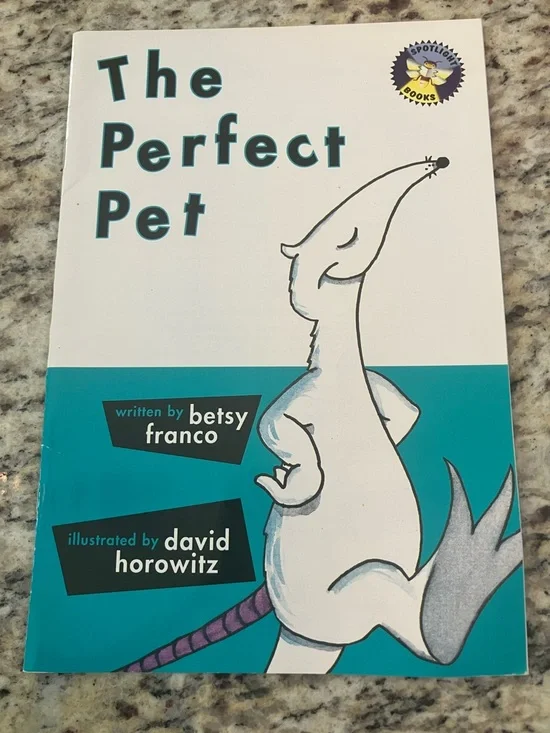 The
Perfect
Pet
SPOTLIGHT
BOOKS
written by betsy
franco
illustrated by david
horowitz